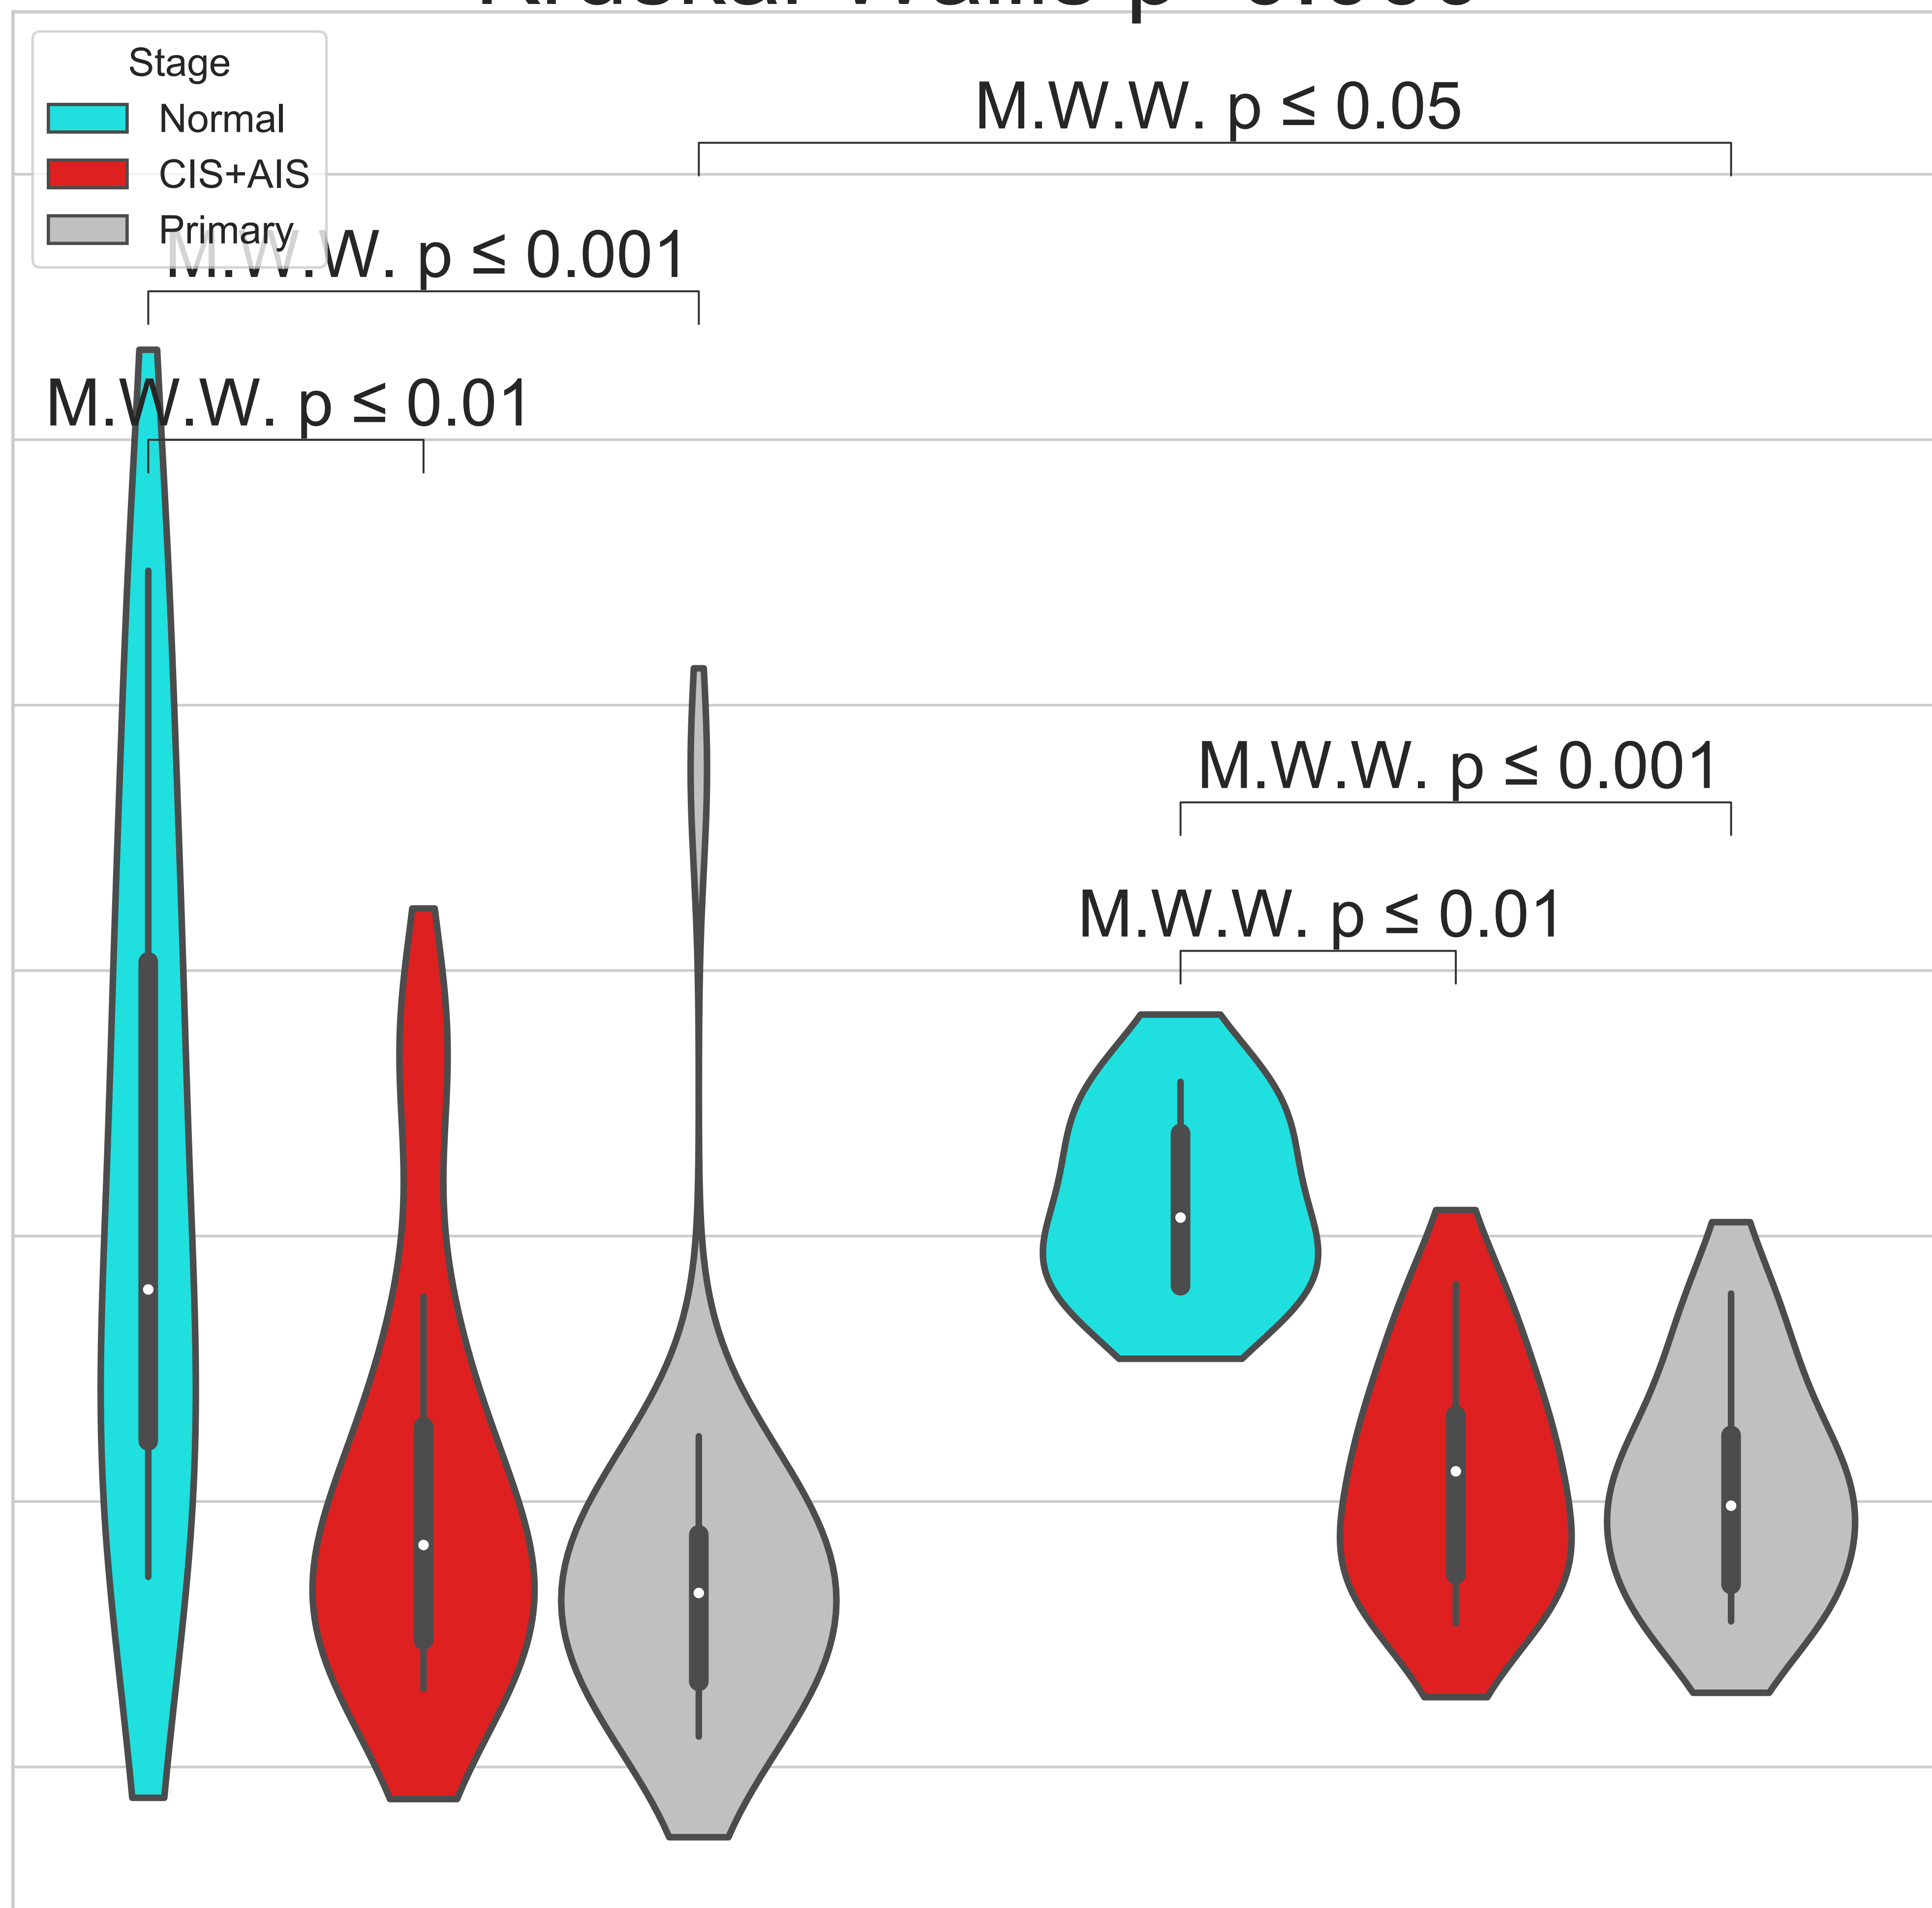 Stage
Normal
CIS+AIS
Primary
M.W.W. p ≤ 0.05
M.W.W. p ≤ 0.001
M.W.W. p ≤ 0.01
M.W.W. p ≤ 0.001
M.W.W. p ≤ 0.01